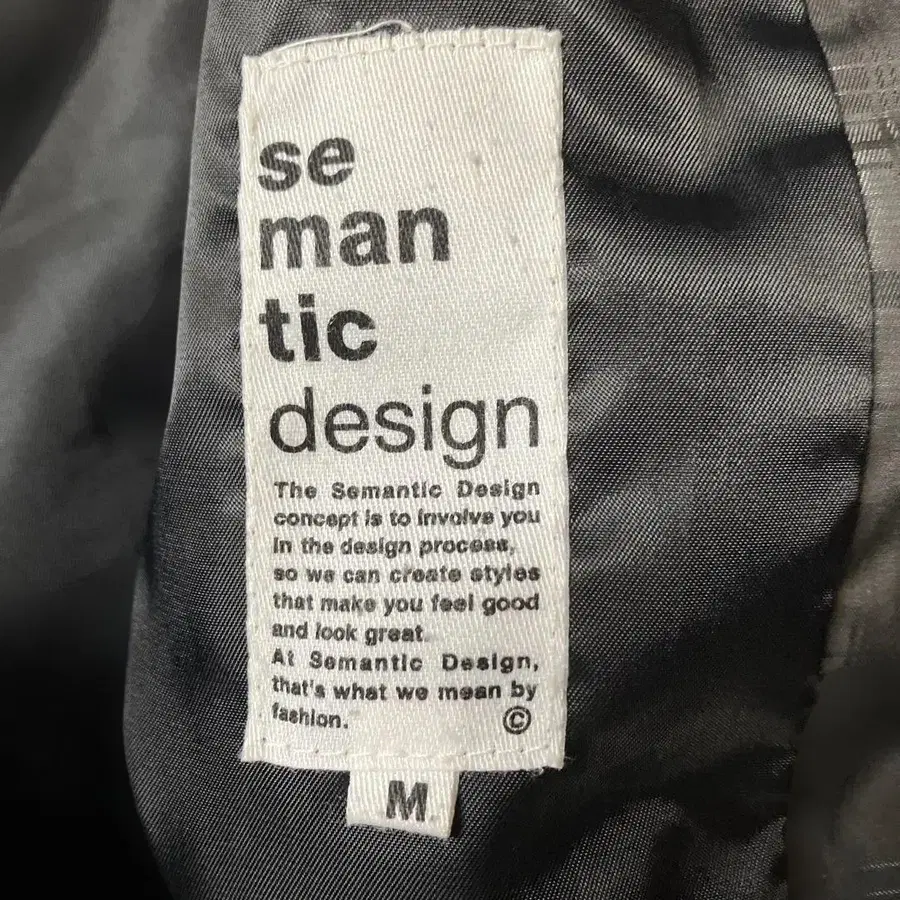 se
man
tic
design
The Semantic Design
concept is to involve you
in the design process,
so we can create styles
that make you feel good
and look great.
At Semantic Design,
that's what we mean by
fashion. ©
M